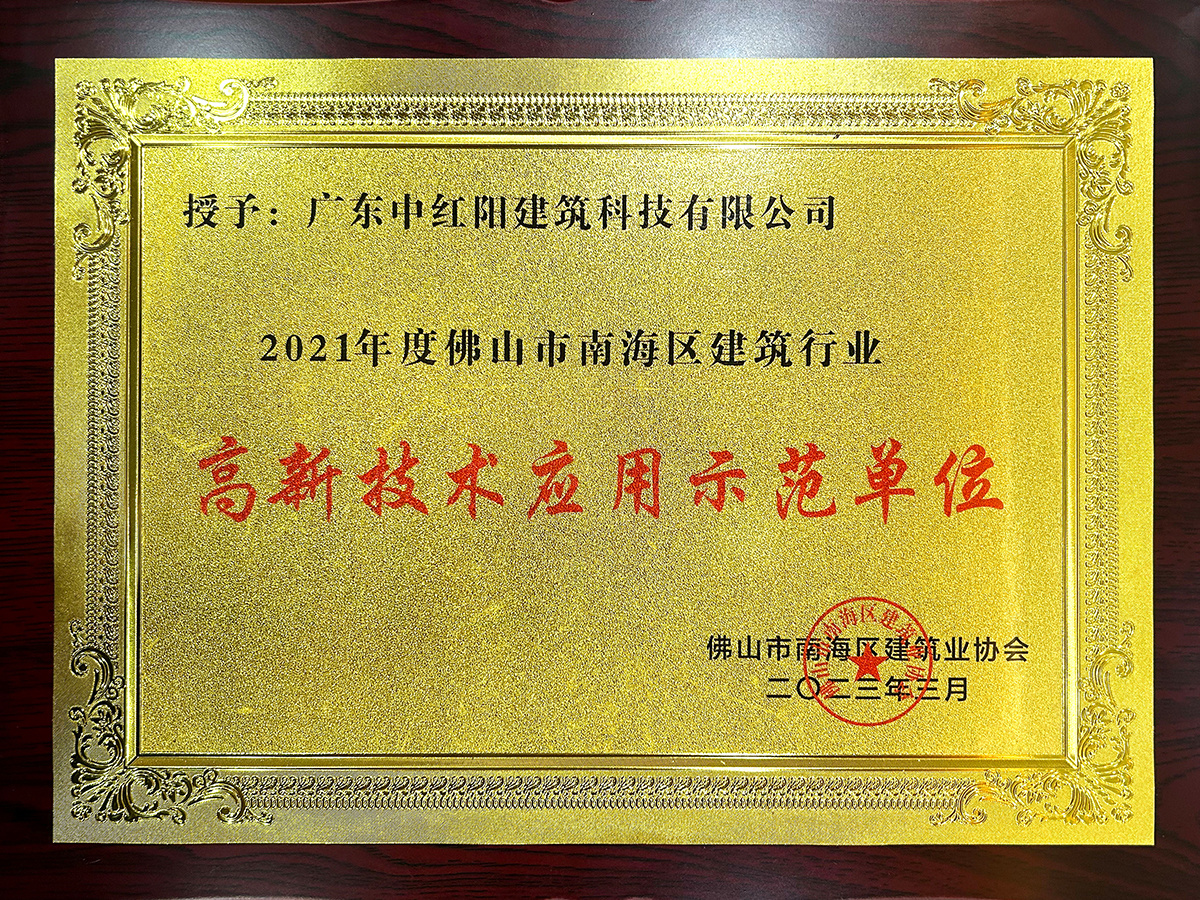 授予：广东中红阳建筑科技有限公司
2021年度佛山市南海区建筑行业
高新技术应用示范单位
佛山市南海区建筑业协会
二〇二三年三月